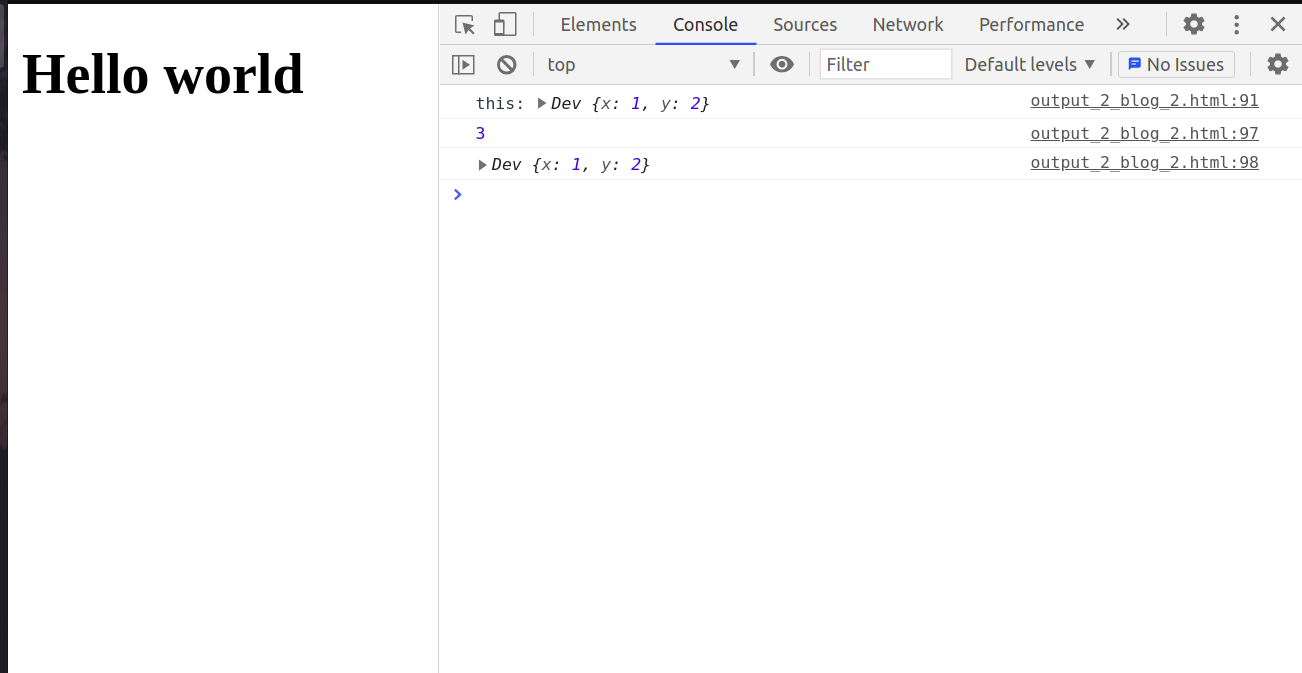 Hello world
Elements Console Sources Network Performance
top Filter Default levels No Issues
this: Dev {x: 1, y: 2} output_2_blog_2.html:91
3 output_2_blog_2.html:97
Dev {x: 1, y: 2} output_2_blog_2.html:98